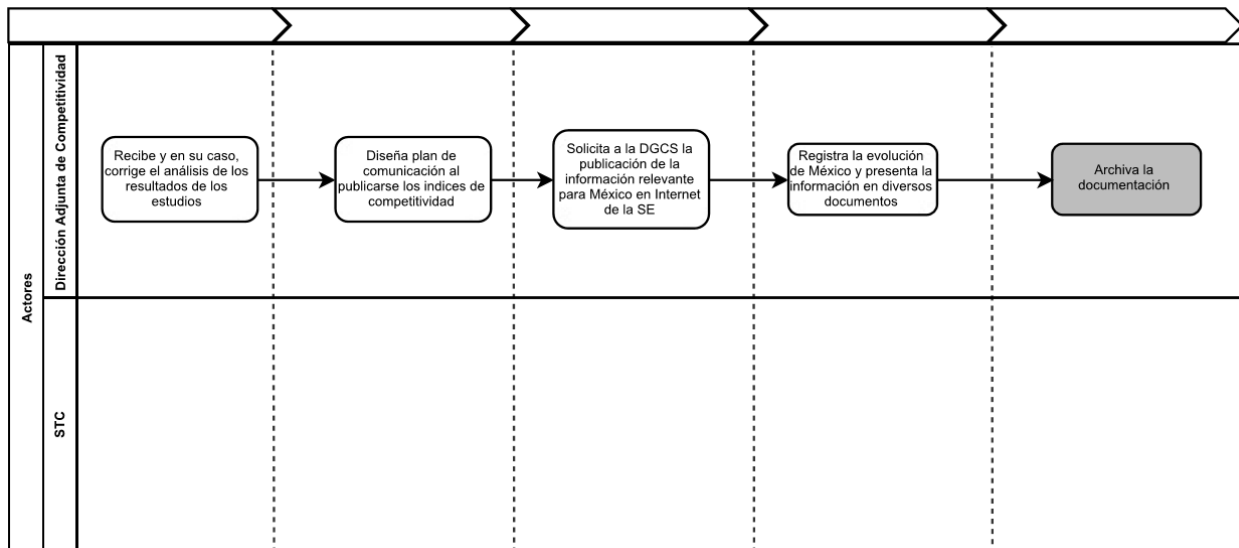 Actores
Dirección Adjunta de Competitividad
Recibe y en su caso,
corrige el análisis de los
resultados de los
estudios
Diseña plan de
comunicación al
publicarse los indices de
competitividad
Solicita a la DGCS la
publicación de la
información relevante
para México en Internet
de la SE
Registra la evolución
de México y presenta la
información en diversos
documentos
Archiva la
documentación
STC